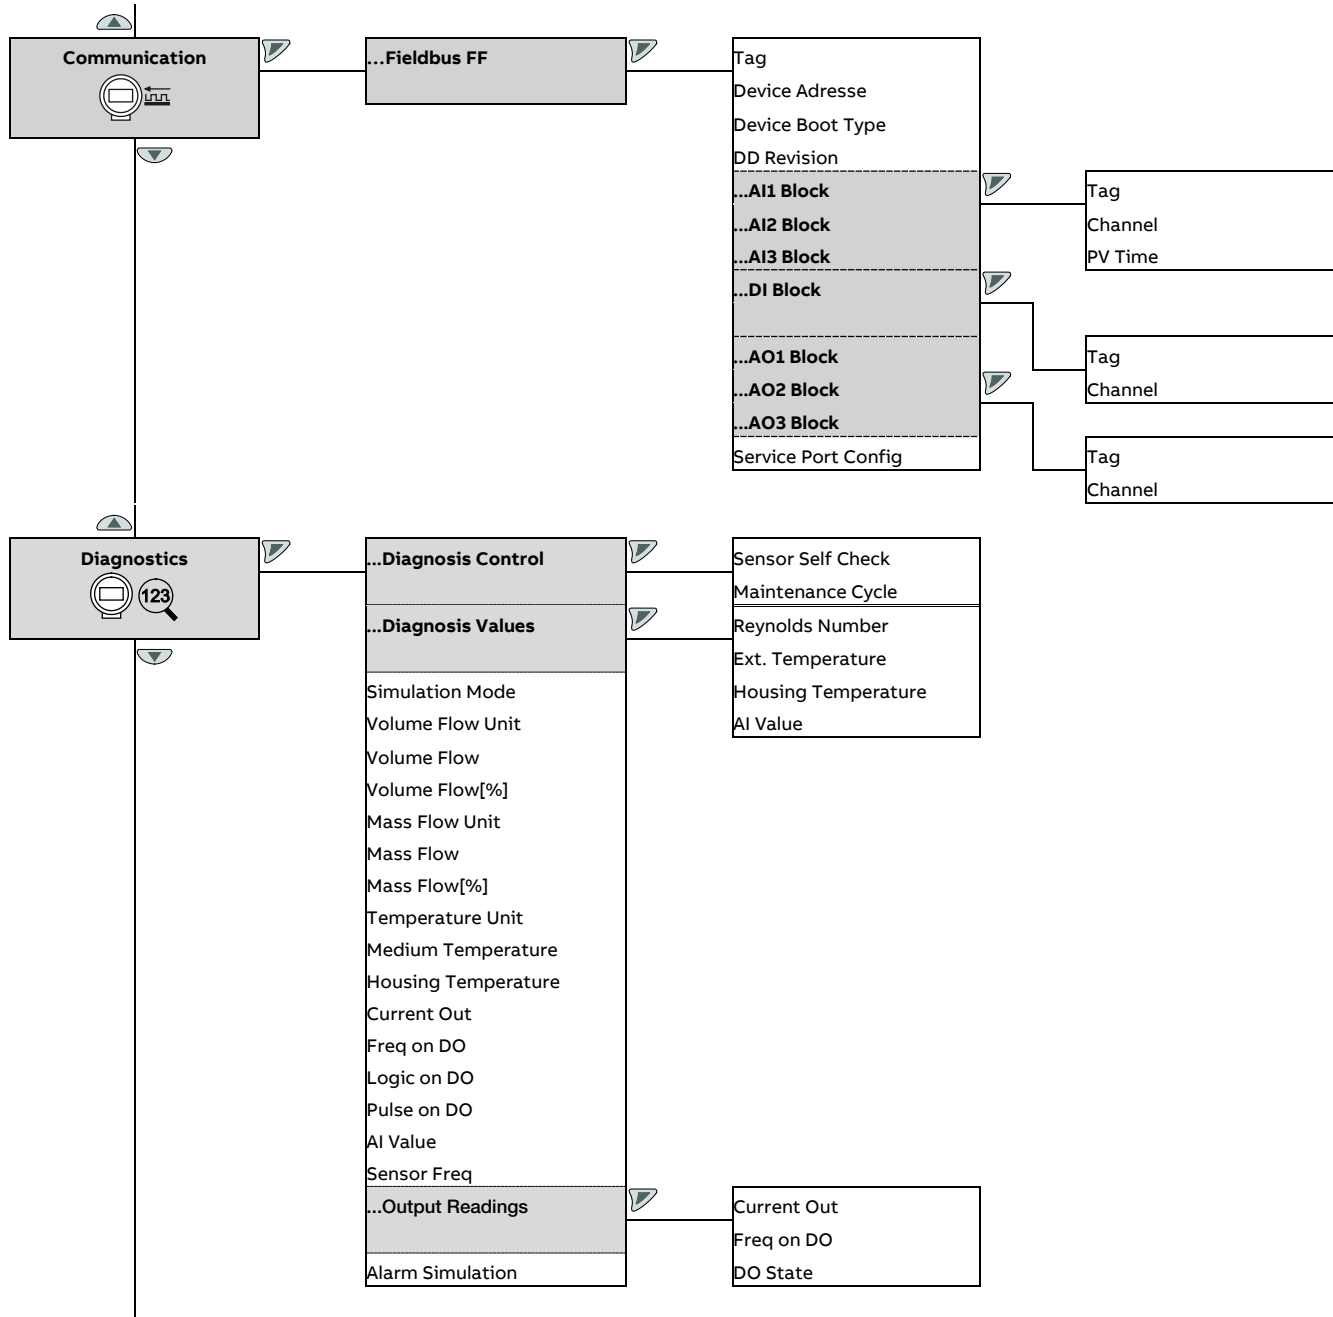 Communication
...Fieldbus FF
Tag
Device Adresse
Device Boot Type
DD Revision
...AI1 Block
...AI2 Block
...AI3 Block
...DI Block
...AO1 Block
...AO2 Block
...AO3 Block
Service Port Config
Tag
Channel
PV Time
Tag
Channel
Tag
Channel
Diagnostics
123
...Diagnosis Control
...Diagnosis Values
Simulation Mode
Volume Flow Unit
Volume Flow
Volume Flow[%]
Mass Flow Unit
Mass Flow
Mass Flow[%]
Temperature Unit
Medium Temperature
Housing Temperature
Current Out
Freq on DO
Logic on DO
Pulse on DO
AI Value
Sensor Freq
...Output Readings
Alarm Simulation
Sensor Self Check
Maintenance Cycle
Reynolds Number
Ext. Temperature
Housing Temperature
AI Value
Current Out
Freq on DO
DO State